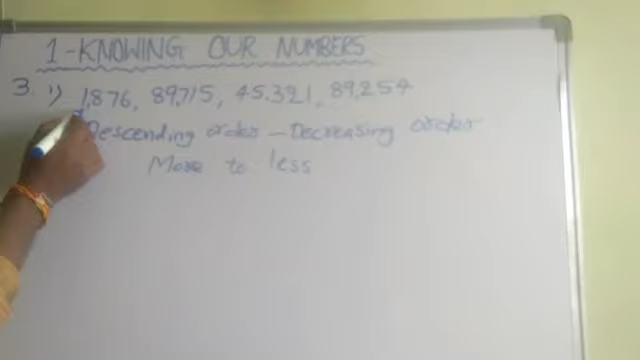 1-KNOWING OUR NUMBERS
3. 1) 1,876, 89,715, 45,321, 89,254
Descending order - Decreasing order
More to less